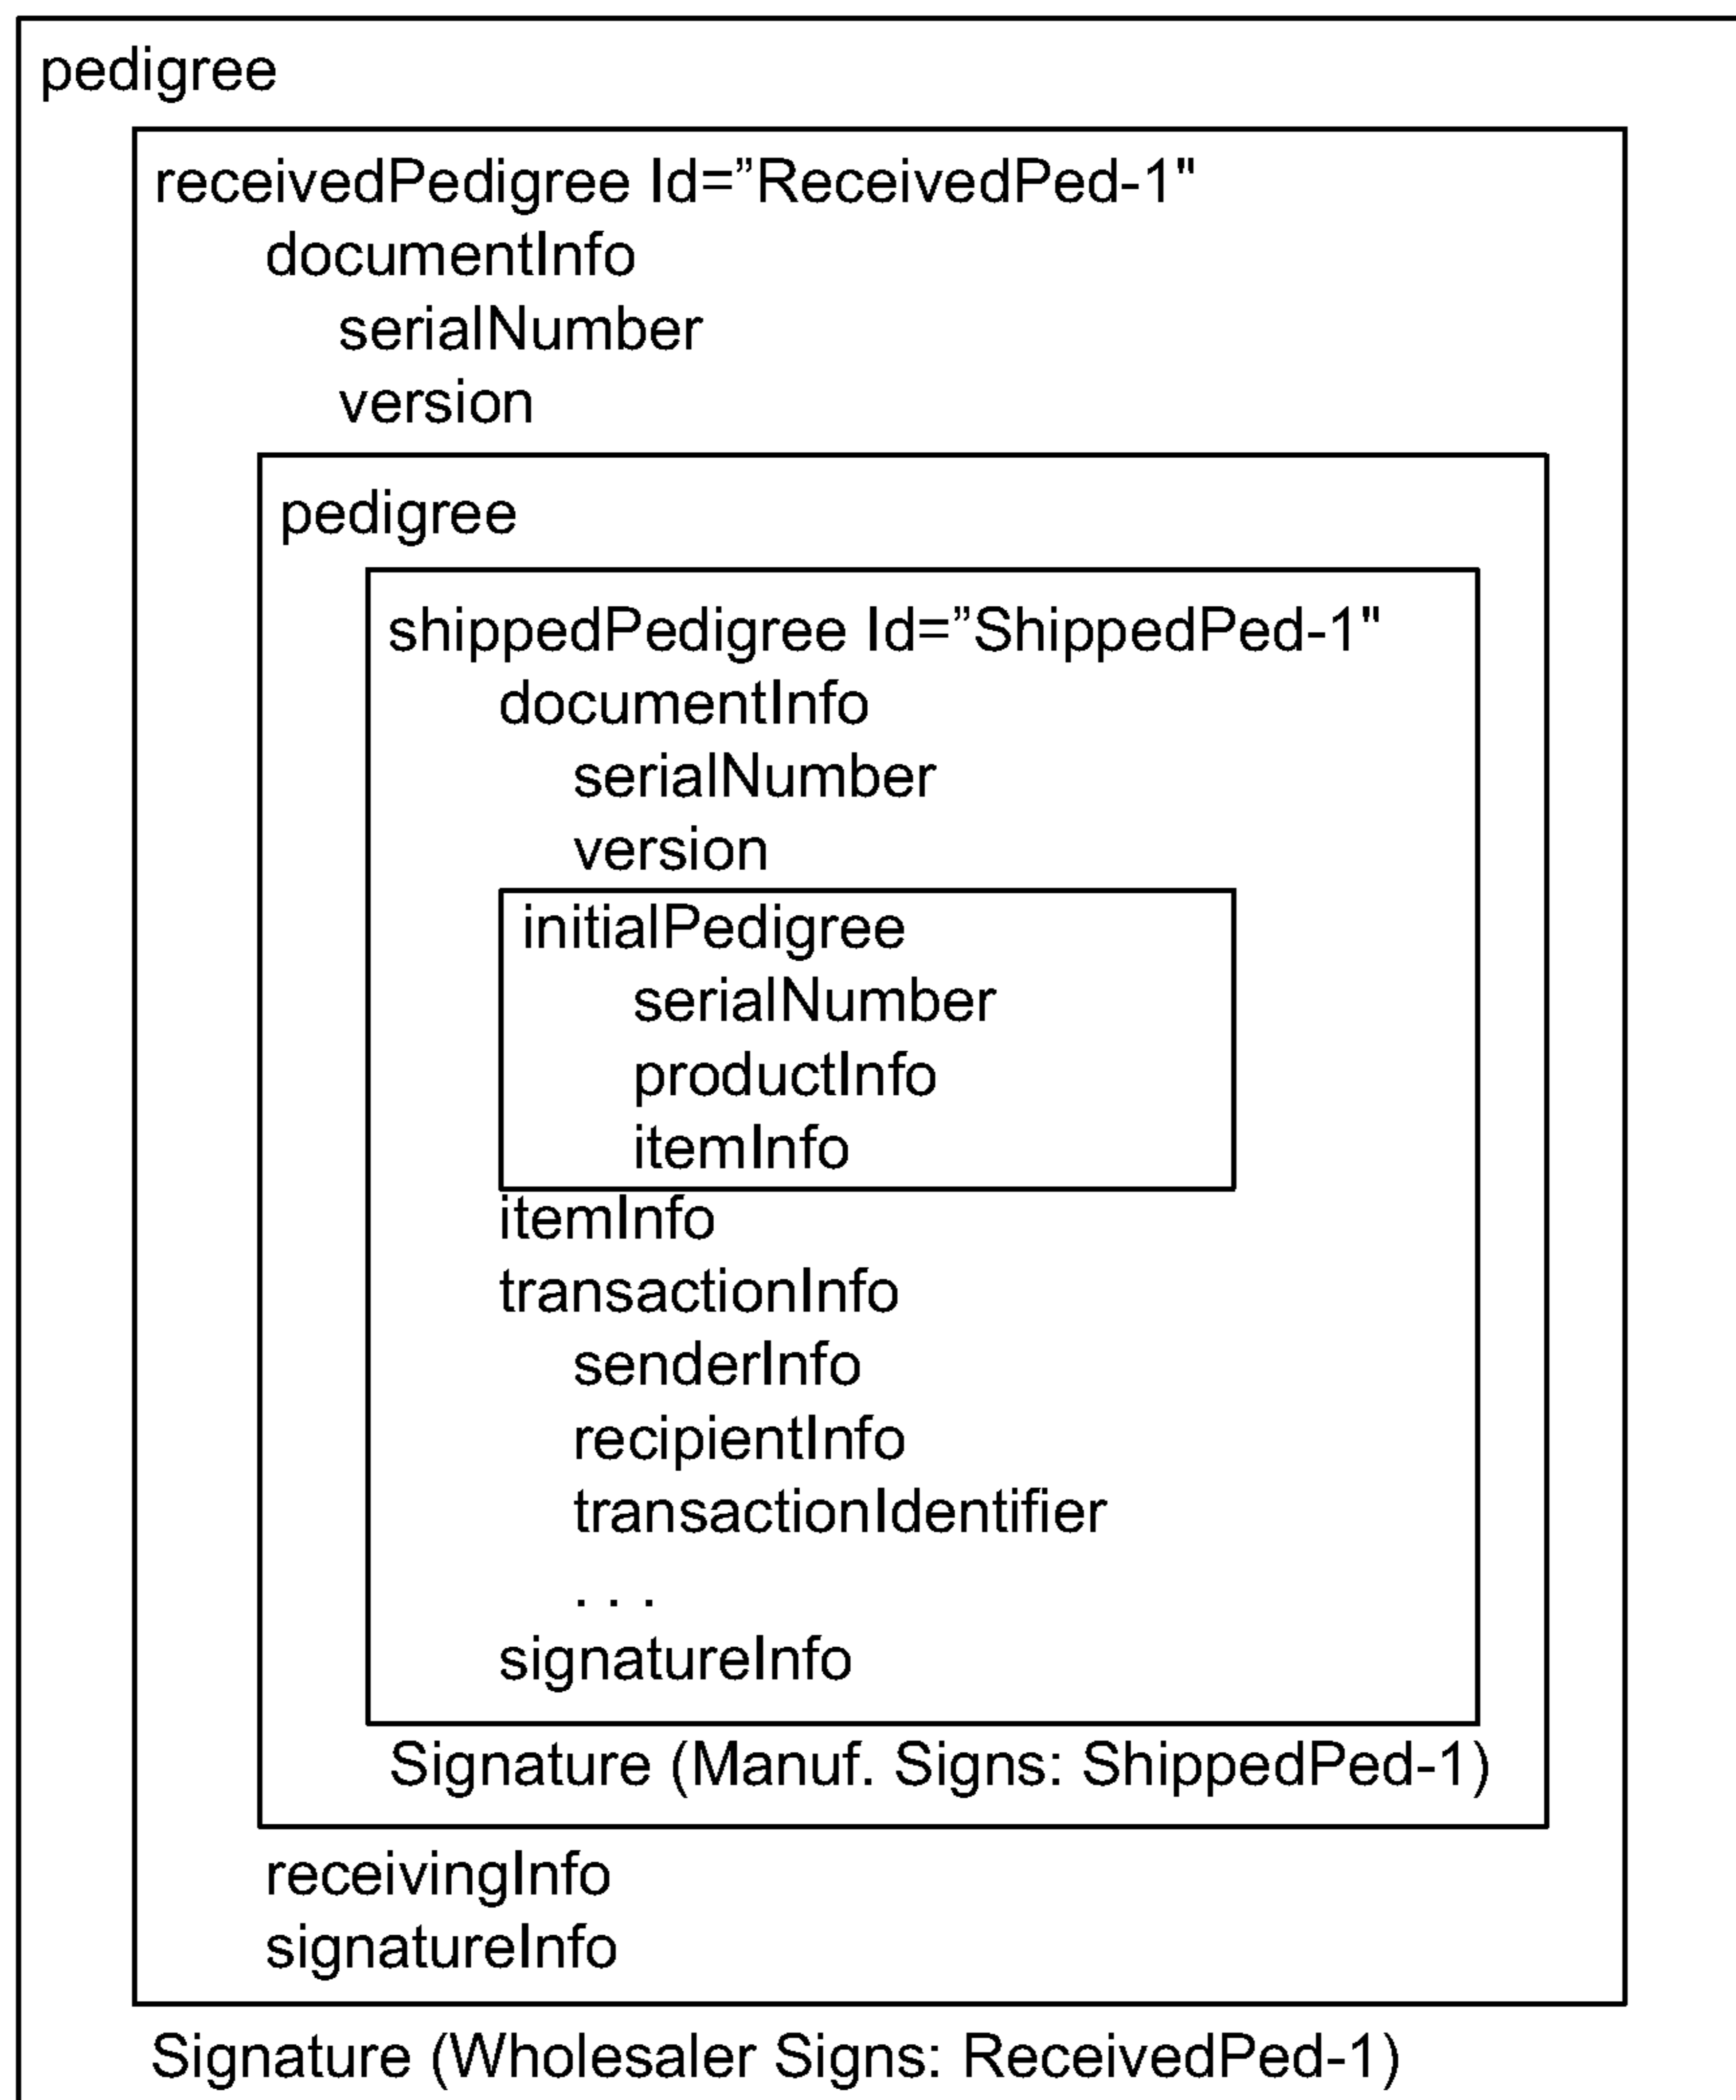 pedigree
receivedPedigree Id=”ReceivedPed-1"
documentInfo
serialNumber
version
pedigree
shippedPedigree Id=”ShippedPed-1"
documentInfo
serialNumber
version
initialPedigree
serialNumber
productInfo
itemInfo
itemInfo
transactionInfo
senderInfo
recipientInfo
transactionIdentifier
. . .
signatureInfo
Signature (Manuf. Signs: ShippedPed-1)
receivingInfo
signatureInfo
Signature (Wholesaler Signs: ReceivedPed-1)